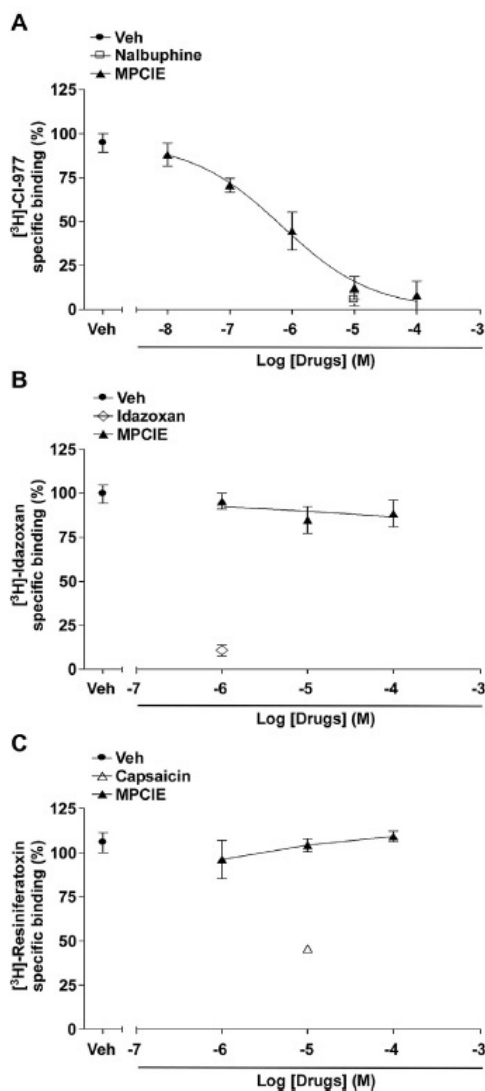 A
Veh
Nalbuphine
MPCIE
[³H]-CI-977
specific binding (%)
125
100
75
50
25
0
Veh -8 -7 -6 -5 -4 -3
Log [Drugs] (M)
B
Veh
Idazoxan
MPCIE
[³H]-Idazoxan
specific binding (%)
125
100
75
50
25
0
Veh -7 -6 -5 -4 -3
Log [Drugs] (M)
C
Veh
Capsaicin
MPCIE
[³H]-Resiniferatoxin
specific binding (%)
125
100
75
50
25
0
Veh -7 -6 -5 -4 -3
Log [Drugs] (M)